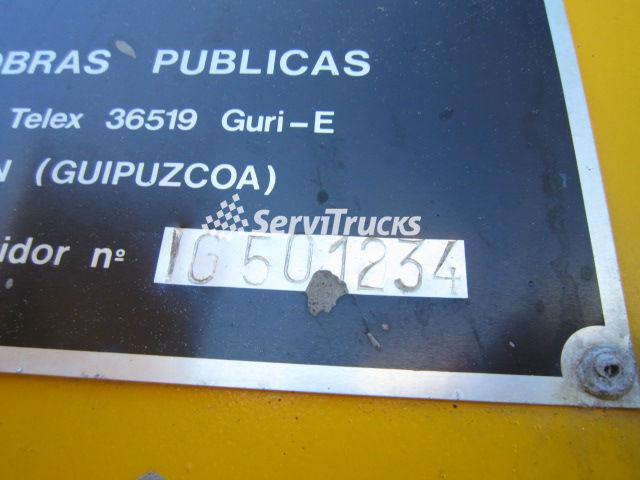 OBRAS PUBLICAS
Telex 36519 Guri-E
N (GUIPUZCOA)
idor nº IG 501234
ServiTrucks